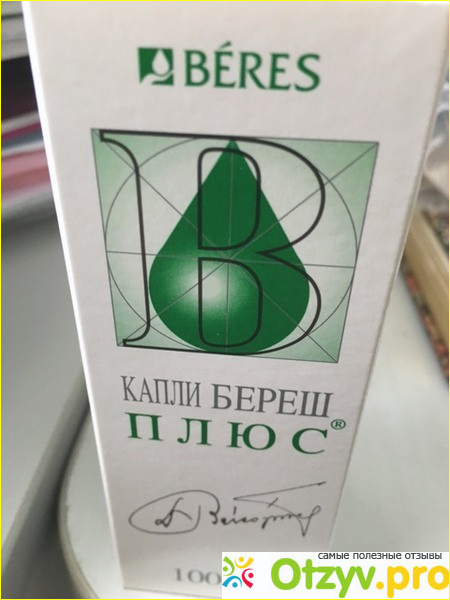 BÉRES
B
КАПЛИ БЕРЕШ
ПЛЮС®
100
самые полезные отзывы
Otzyv.pro